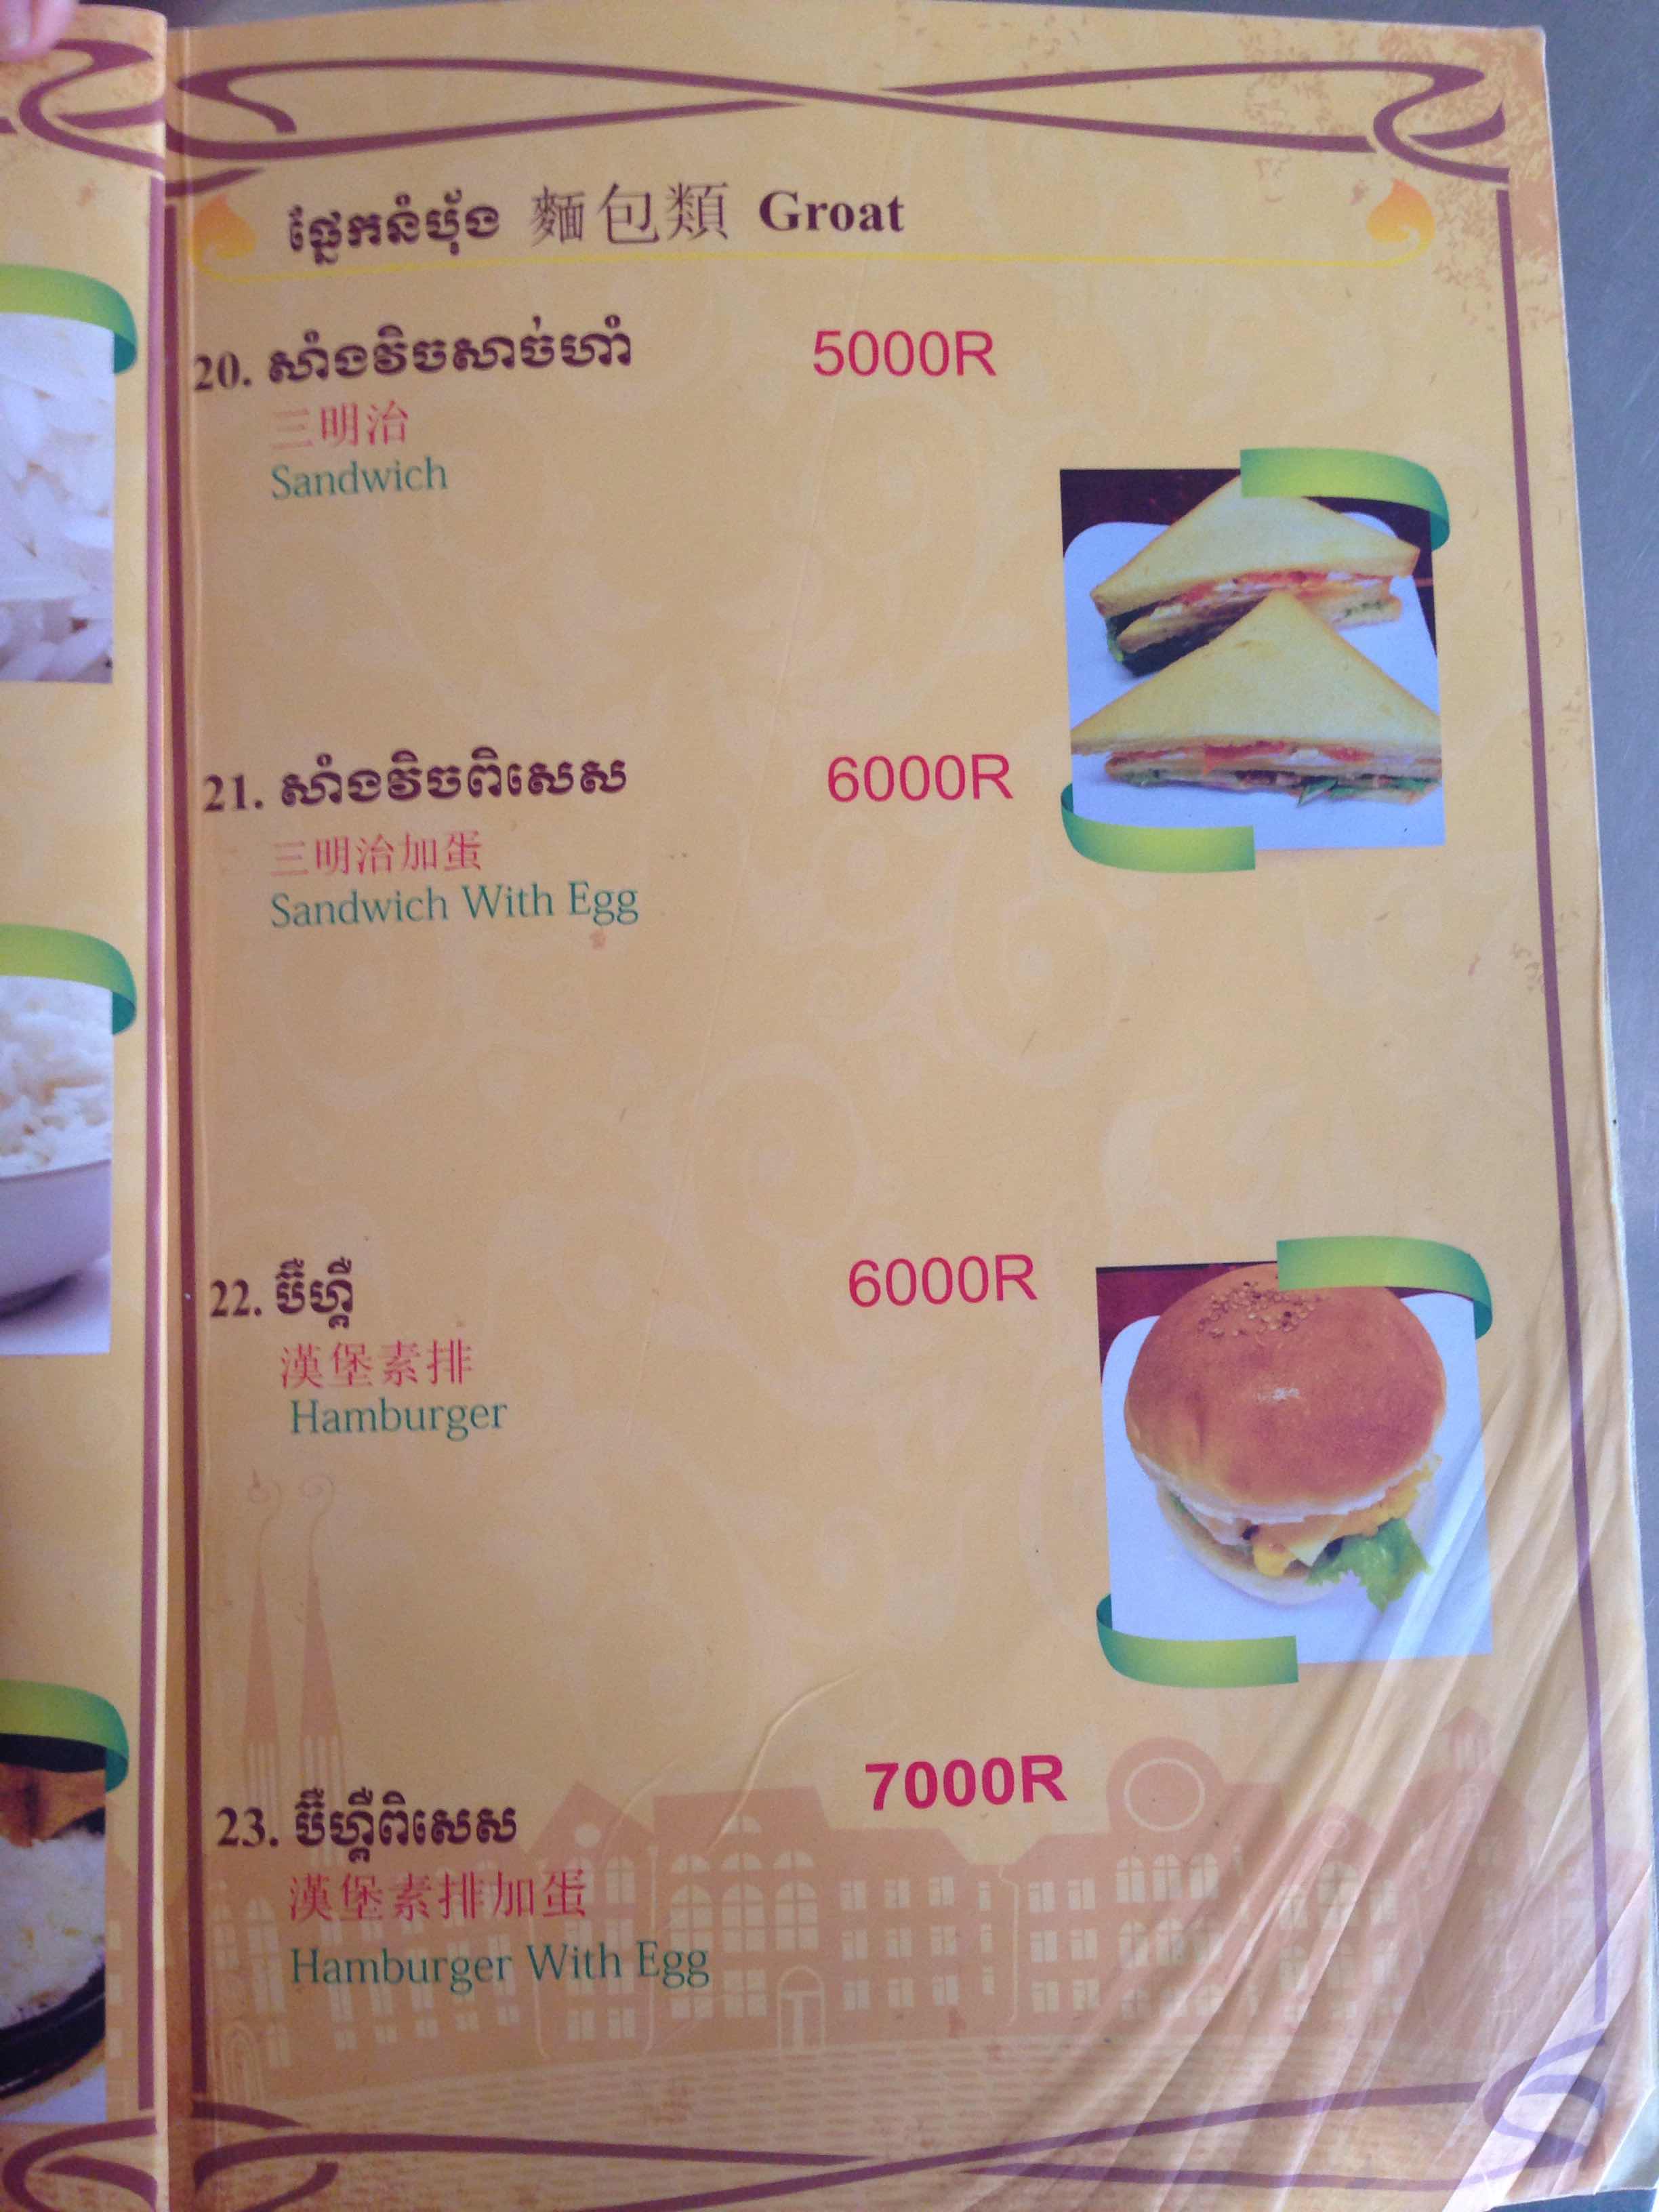 ផ្នែកនំប៉័ង 麵包類 Groat
20. សាំងវិចសាច់ហាំ 5000R
三明治
Sandwich
21. សាំងវិចពិសេស 6000R
三明治加蛋
Sandwich With Egg
22. ប៊ឺហ្គឺ 6000R
漢堡素排
Hamburger
23. ប៊ឺហ្គឺពិសេស 7000R
漢堡素排加蛋
Hamburger With Egg